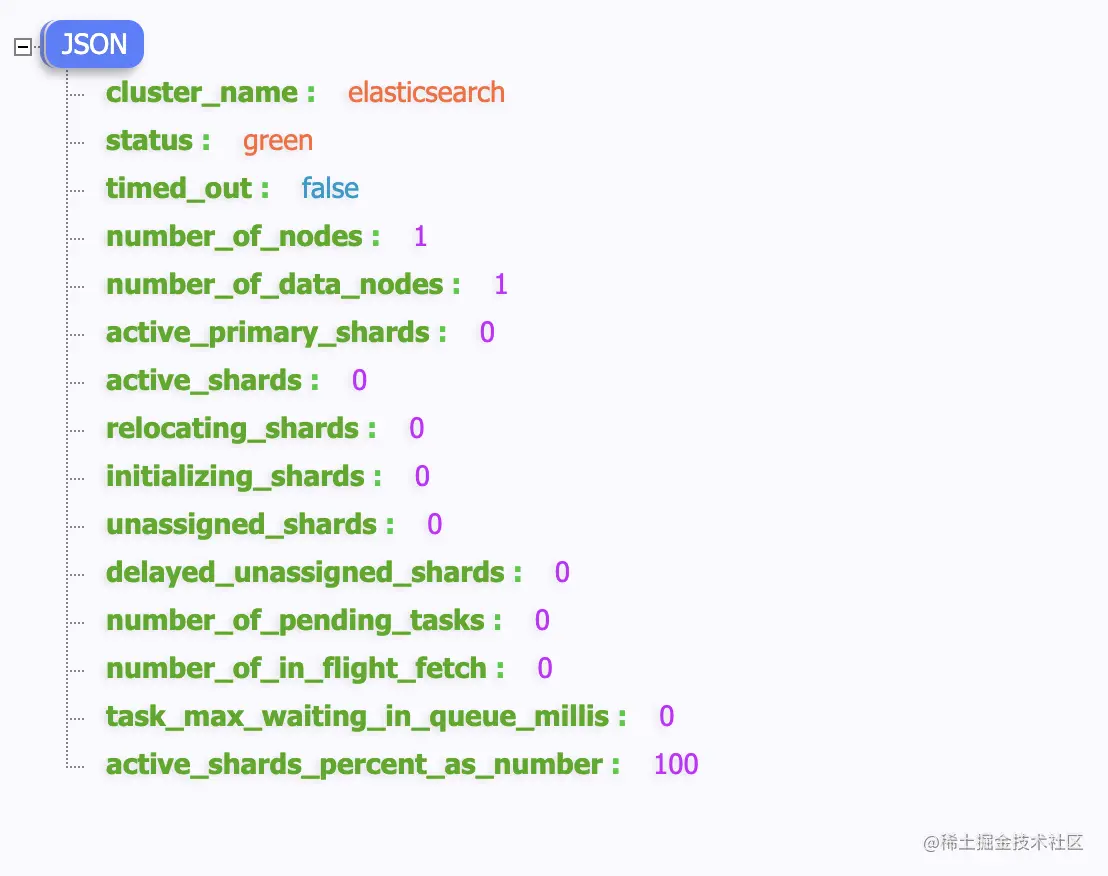 JSON
cluster_name : elasticsearch
status : green
timed_out : false
number_of_nodes : 1
number_of_data_nodes : 1
active_primary_shards : 0
active_shards : 0
relocating_shards : 0
initializing_shards : 0
unassigned_shards : 0
delayed_unassigned_shards : 0
number_of_pending_tasks : 0
number_of_in_flight_fetch : 0
task_max_waiting_in_queue_millis : 0
active_shards_percent_as_number : 100
@稀土掘金技术社区